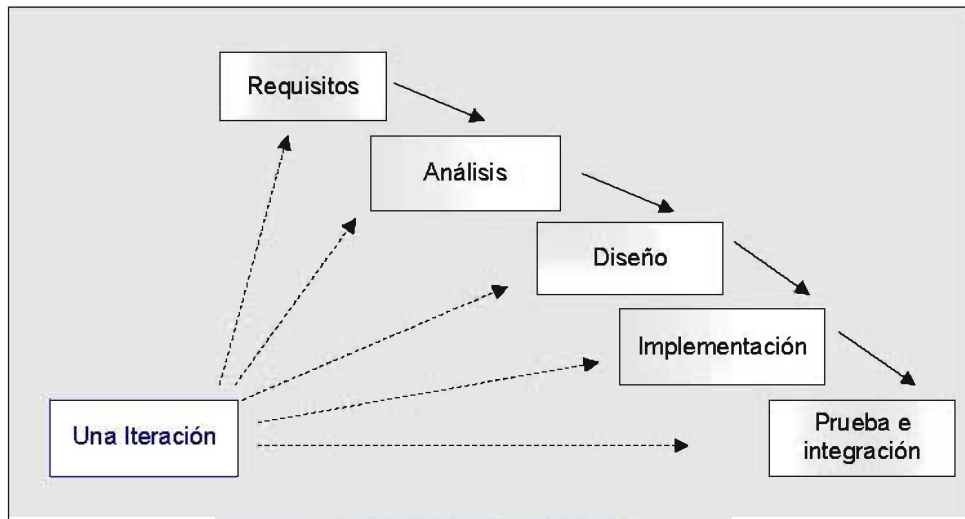 Requisitos
Análisis
Diseño
Implementación
Una Iteración
Prueba e
integración